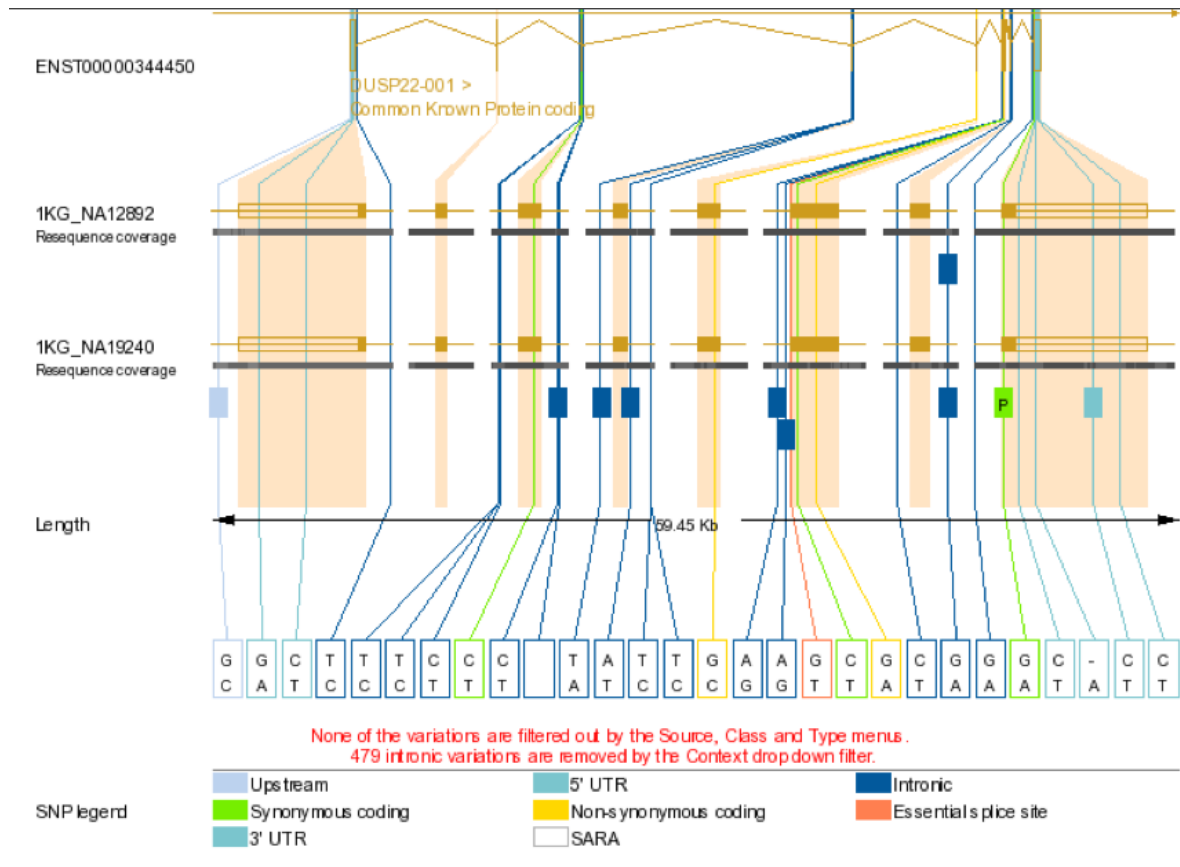 ENST00000344450
DUSP22-001 >
Common Known Protein coding
1KG_NA12892
Resequence coverage
1KG_NA19240
Resequence coverage
P
Length
59.45 Kb
G G C T T T C C C T A T T G A A G C G C G G G C - C C
C A T C C C T T T A T C C C G G T T A T A A A T A T T
None of the variations are filtered out by the Source, Class and Type menus.
479 intronic variations are removed by the Context dropdown filter.
Upstream 5' UTR Intronic
SNP legend Synonymous coding Non-synonymous coding Essential splice site
3' UTR SARA